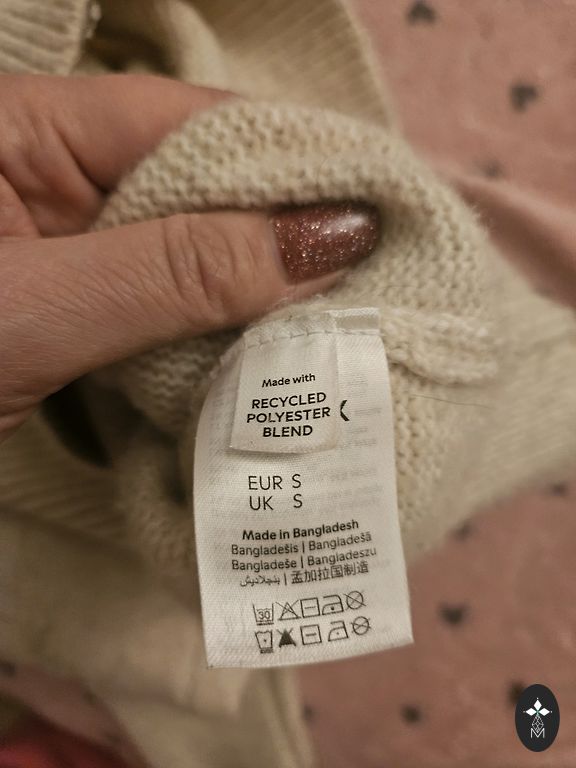 Made with
RECYCLED
POLYESTER
BLEND
EUR S
UK S
Made in Bangladesh
Bangladešis | Bangladešā
Bangladeše | Bangladeszu
بنجلاديش | 孟加拉国制造
30
M